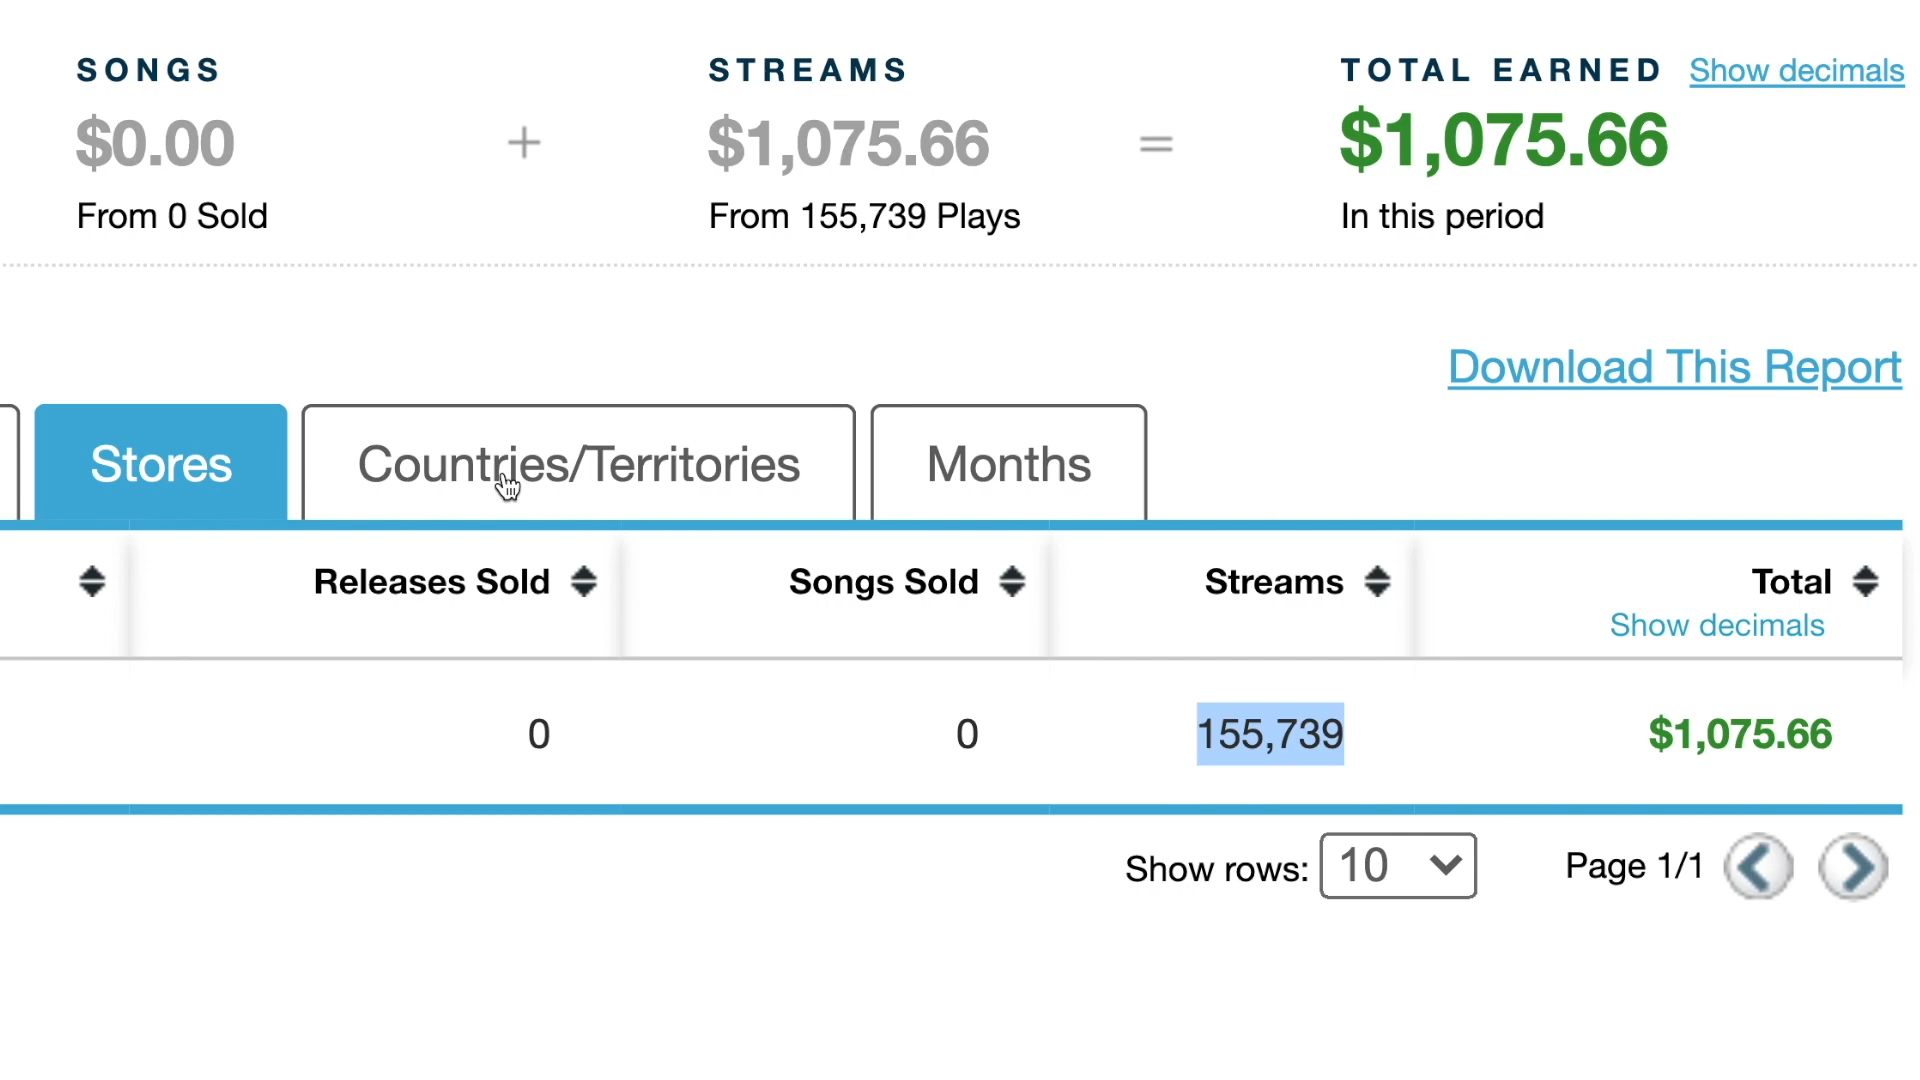 SONGS
STREAMS
TOTAL EARNED Show decimals
$0.00 + $1,075.66 = $1,075.66
From 0 Sold
From 155,739 Plays
In this period
Download This Report
Stores
Countries/Territories
Months
Releases Sold
Songs Sold
Streams
Total
Show decimals
0
0
155,739
$1,075.66
Show rows: 10
Page 1/1